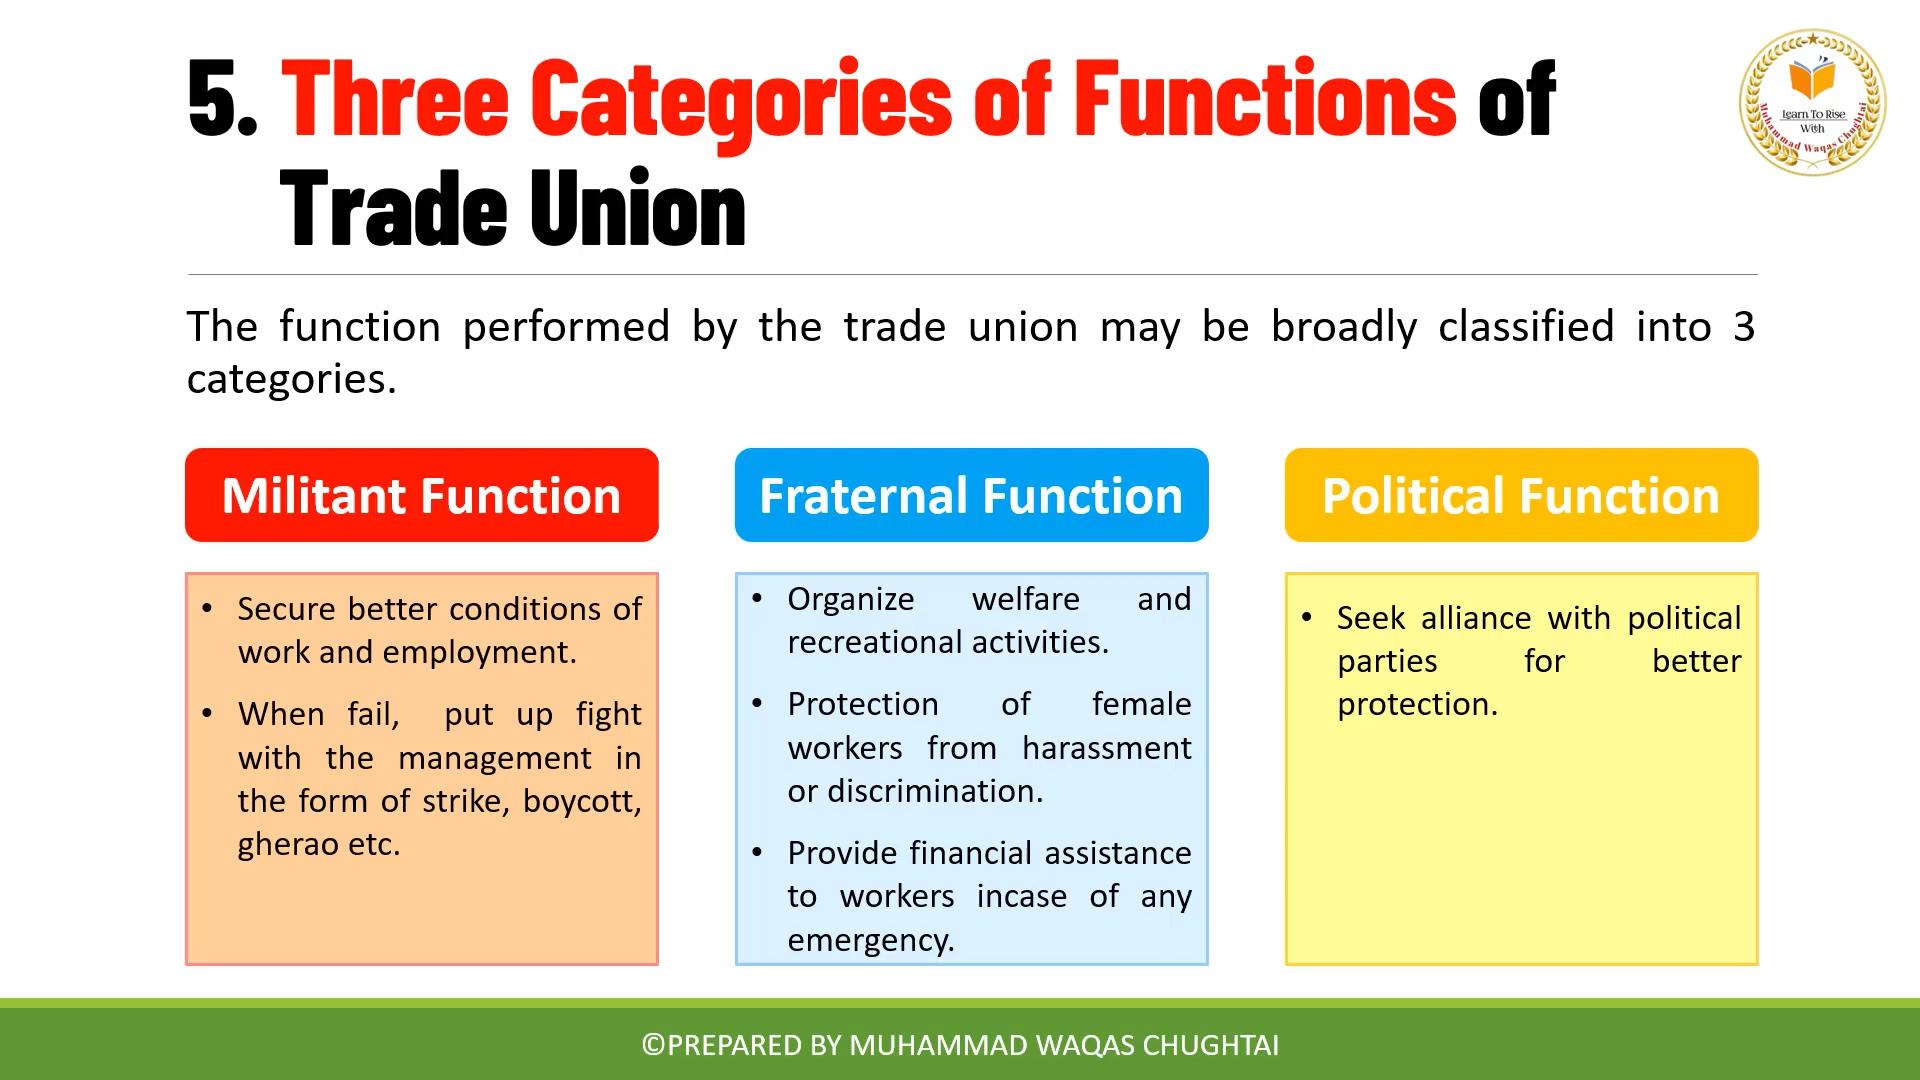 5. Three Categories of Functions of
Trade Union
Learn To Rise
With
Muhammad Waqas Chughtai
The function performed by the trade union may be broadly classified into 3
categories.
Militant Function
• Secure better conditions of
work and employment.
• When fail, put up fight
with the management in
the form of strike, boycott,
gherao etc.
Fraternal Function
• Organize welfare and
recreational activities.
• Protection of female
workers from harassment
or discrimination.
• Provide financial assistance
to workers incase of any
emergency.
Political Function
• Seek alliance with political
parties for better
protection.
©PREPARED BY MUHAMMAD WAQAS CHUGHTAI